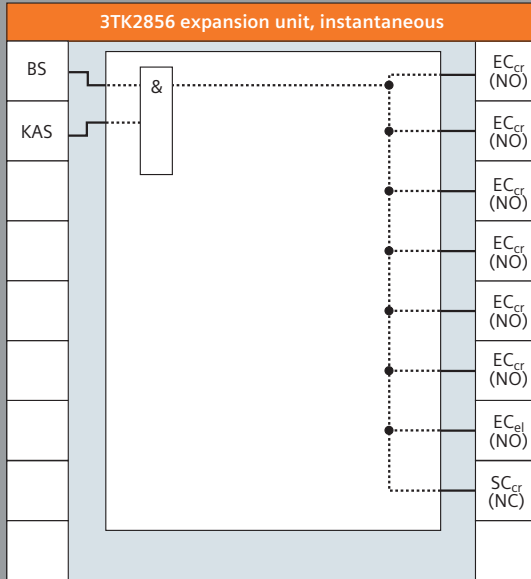 3TK2856 expansion unit, instantaneous
BS
KAS
&
ECcr
(NO)
ECcr
(NO)
ECcr
(NO)
ECcr
(NO)
ECcr
(NO)
ECcr
(NO)
ECel
(NO)
SCcr
(NC)